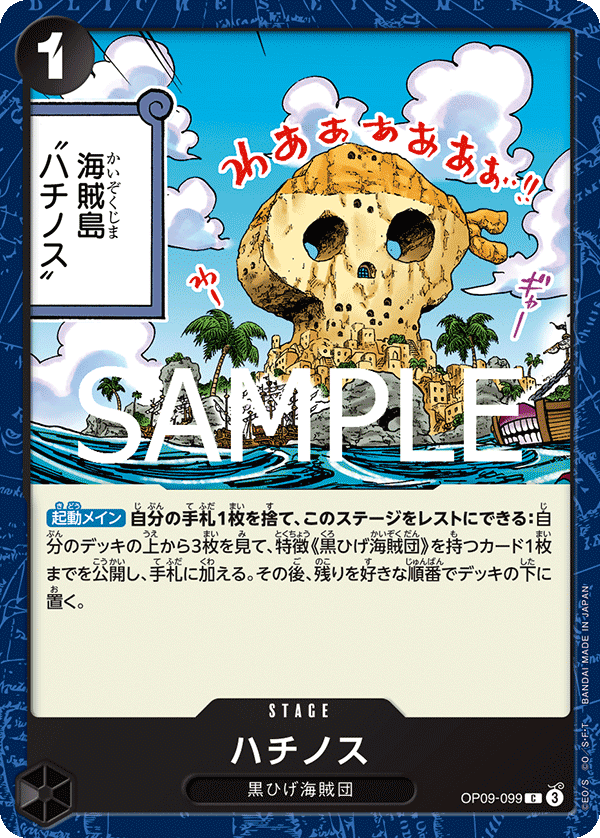 1
海賊島
かいぞくじま
"ハチノス"
わあぁぁぁぁぁ…!!
わー
ギャー
SAMPLE
起動メイン 自分の手札1枚を捨て、このステージをレストにできる：自
分のデッキの上から3枚を見て、特徴《黒ひげ海賊団》を持つカード1枚
までを公開し、手札に加える。その後、残りを好きな順番でデッキの下に
置く。
STAGE
ハチノス
黒ひげ海賊団
OP09-099 C 3
©E.O/S. ©O./S・F・T BANDAI MADE IN JAPAN